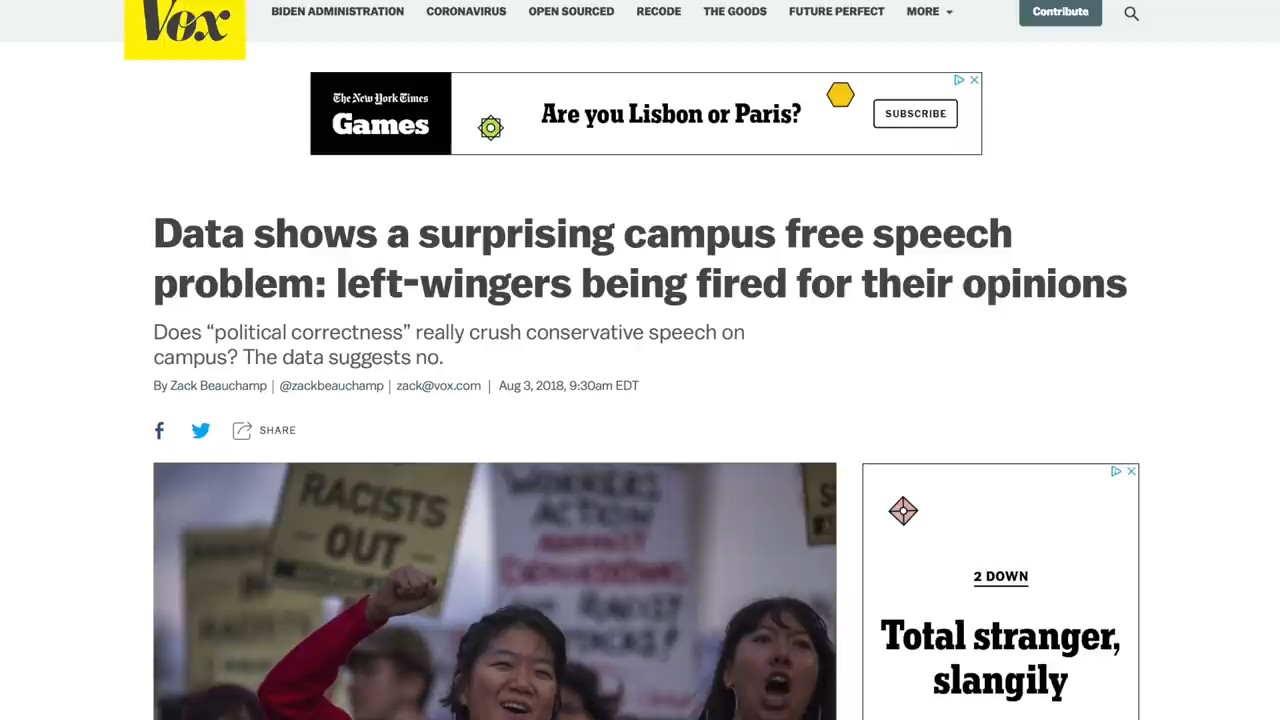 Vox
BIDEN ADMINISTRATION CORONAVIRUS OPEN SOURCED RECODE THE GOODS FUTURE PERFECT MORE
Contribute
The New York Times
Games
Are you Lisbon or Paris?
SUBSCRIBE
Data shows a surprising campus free speech
problem: left-wingers being fired for their opinions
Does “political correctness” really crush conservative speech on
campus? The data suggests no.
By Zack Beauchamp | @zackbeauchamp | zack@vox.com | Aug 3, 2018, 9:30am EDT
SHARE
RACISTS
OUT
WORKERS
ACTION
AGAINST
RACIST
ATTACKS!
2 DOWN
Total stranger,
slangily